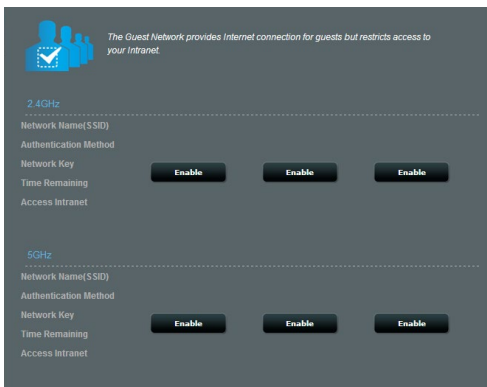 The Guest Network provides Internet connection for guests but restricts access to
your Intranet.
2.4GHz
Network Name(SSID)
Authentication Method
Network Key
Enable Enable Enable
Time Remaining
Access Intranet
5GHz
Network Name(SSID)
Authentication Method
Network Key
Enable Enable Enable
Time Remaining
Access Intranet